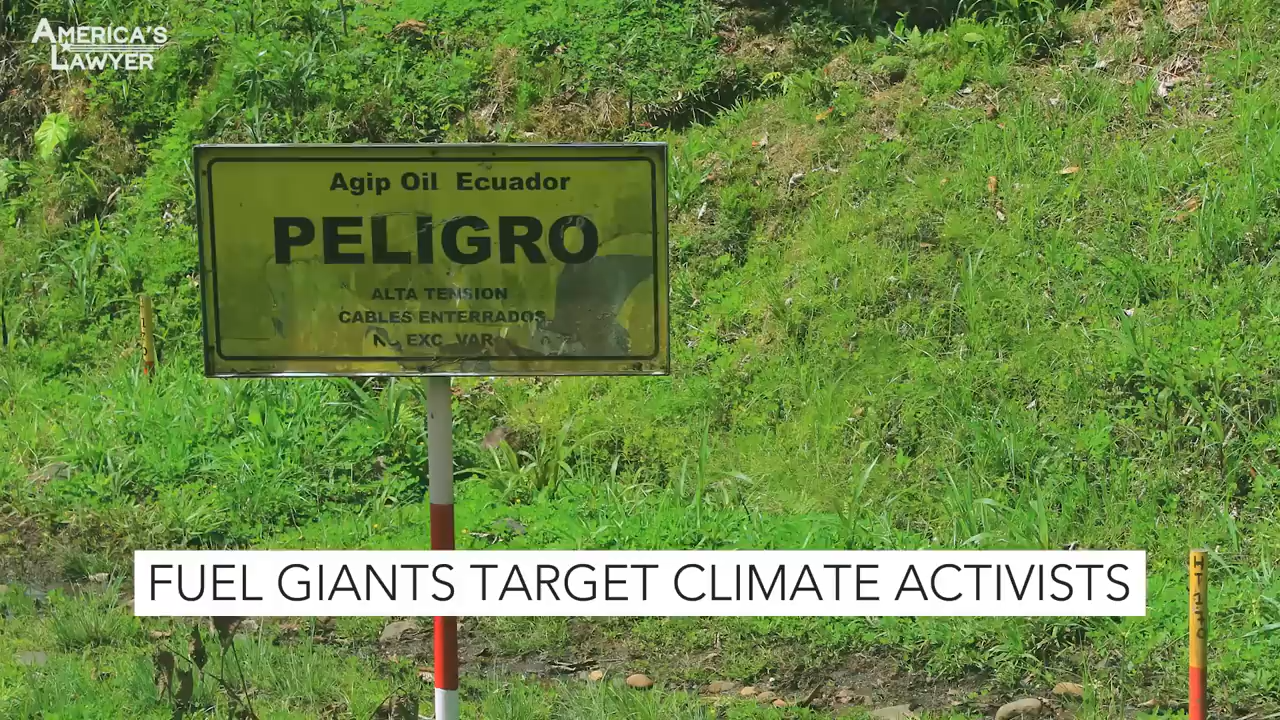 AMERICA'S
LAWYER
Agip Oil Ecuador
PELIGRO
ALTA TENSION
CABLES ENTERRADOS
FUEL GIANTS TARGET CLIMATE ACTIVISTS